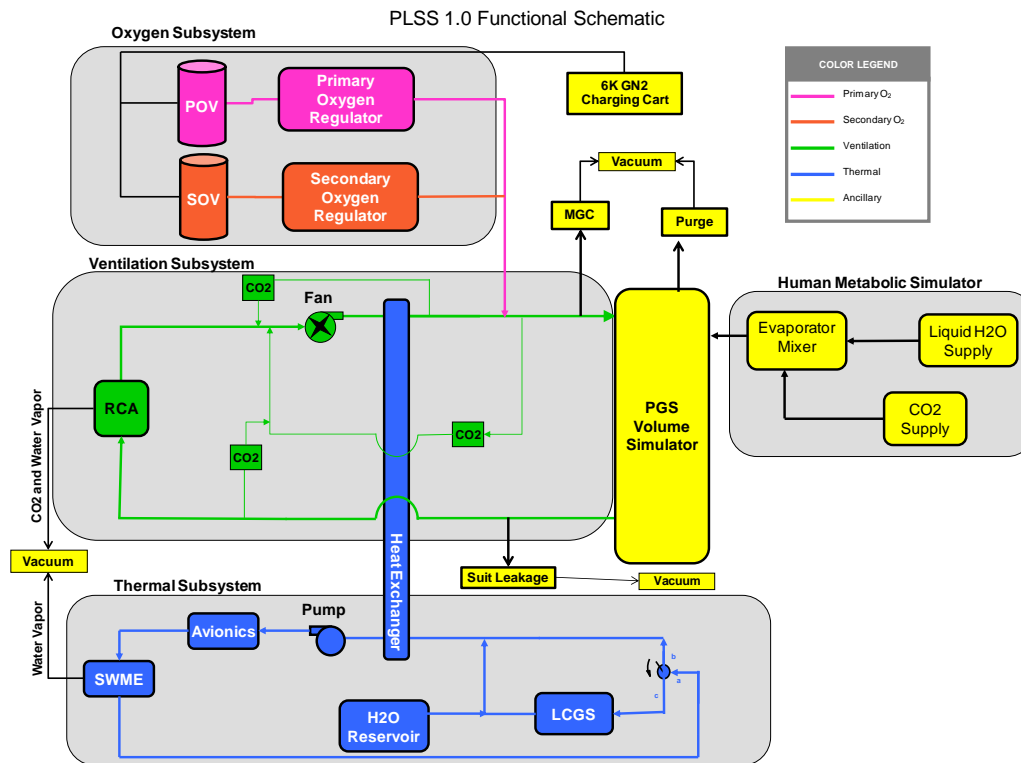 PLSS 1.0 Functional Schematic
Oxygen Subsystem
POV
Primary
Oxygen
Regulator
SOV
Secondary
Oxygen
Regulator
6K GN2
Charging Cart
Vacuum
MGC
Purge
COLOR LEGEND
Primary O₂
Secondary O₂
Ventilation
Thermal
Ancillary
Ventilation Subsystem
CO2
Fan
RCA
CO2
CO2
Heat Exchanger
PGS
Volume
Simulator
Human Metabolic Simulator
Evaporator
Mixer
Liquid H2O
Supply
CO2
Supply
CO2 and Water Vapor
Vacuum
Water Vapor
Suit Leakage
Vacuum
Thermal Subsystem
Pump
Avionics
SWME
H2O
Reservoir
LCGS
b
a
c